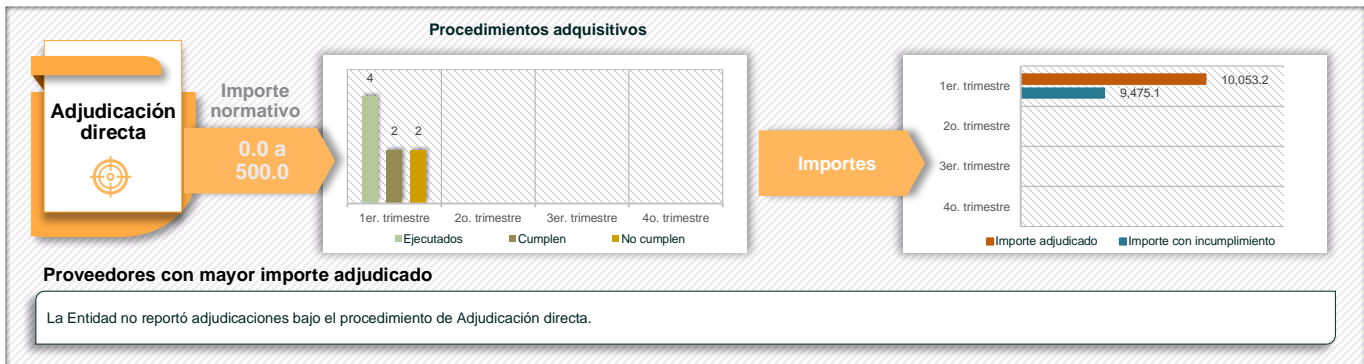 Procedimientos adquisitivos
Adjudicación
directa
Importe
normativo
0.0 a
500.0
4
2
2
1er. trimestre
2o. trimestre
3er. trimestre
4o. trimestre
Ejecutados
Cumplen
No cumplen
Importes
1er. trimestre
10,053.2
9,475.1
2o. trimestre
3er. trimestre
4o. trimestre
Importe adjudicado
Importe con incumplimiento
Proveedores con mayor importe adjudicado
La Entidad no reportó adjudicaciones bajo el procedimiento de Adjudicación directa.